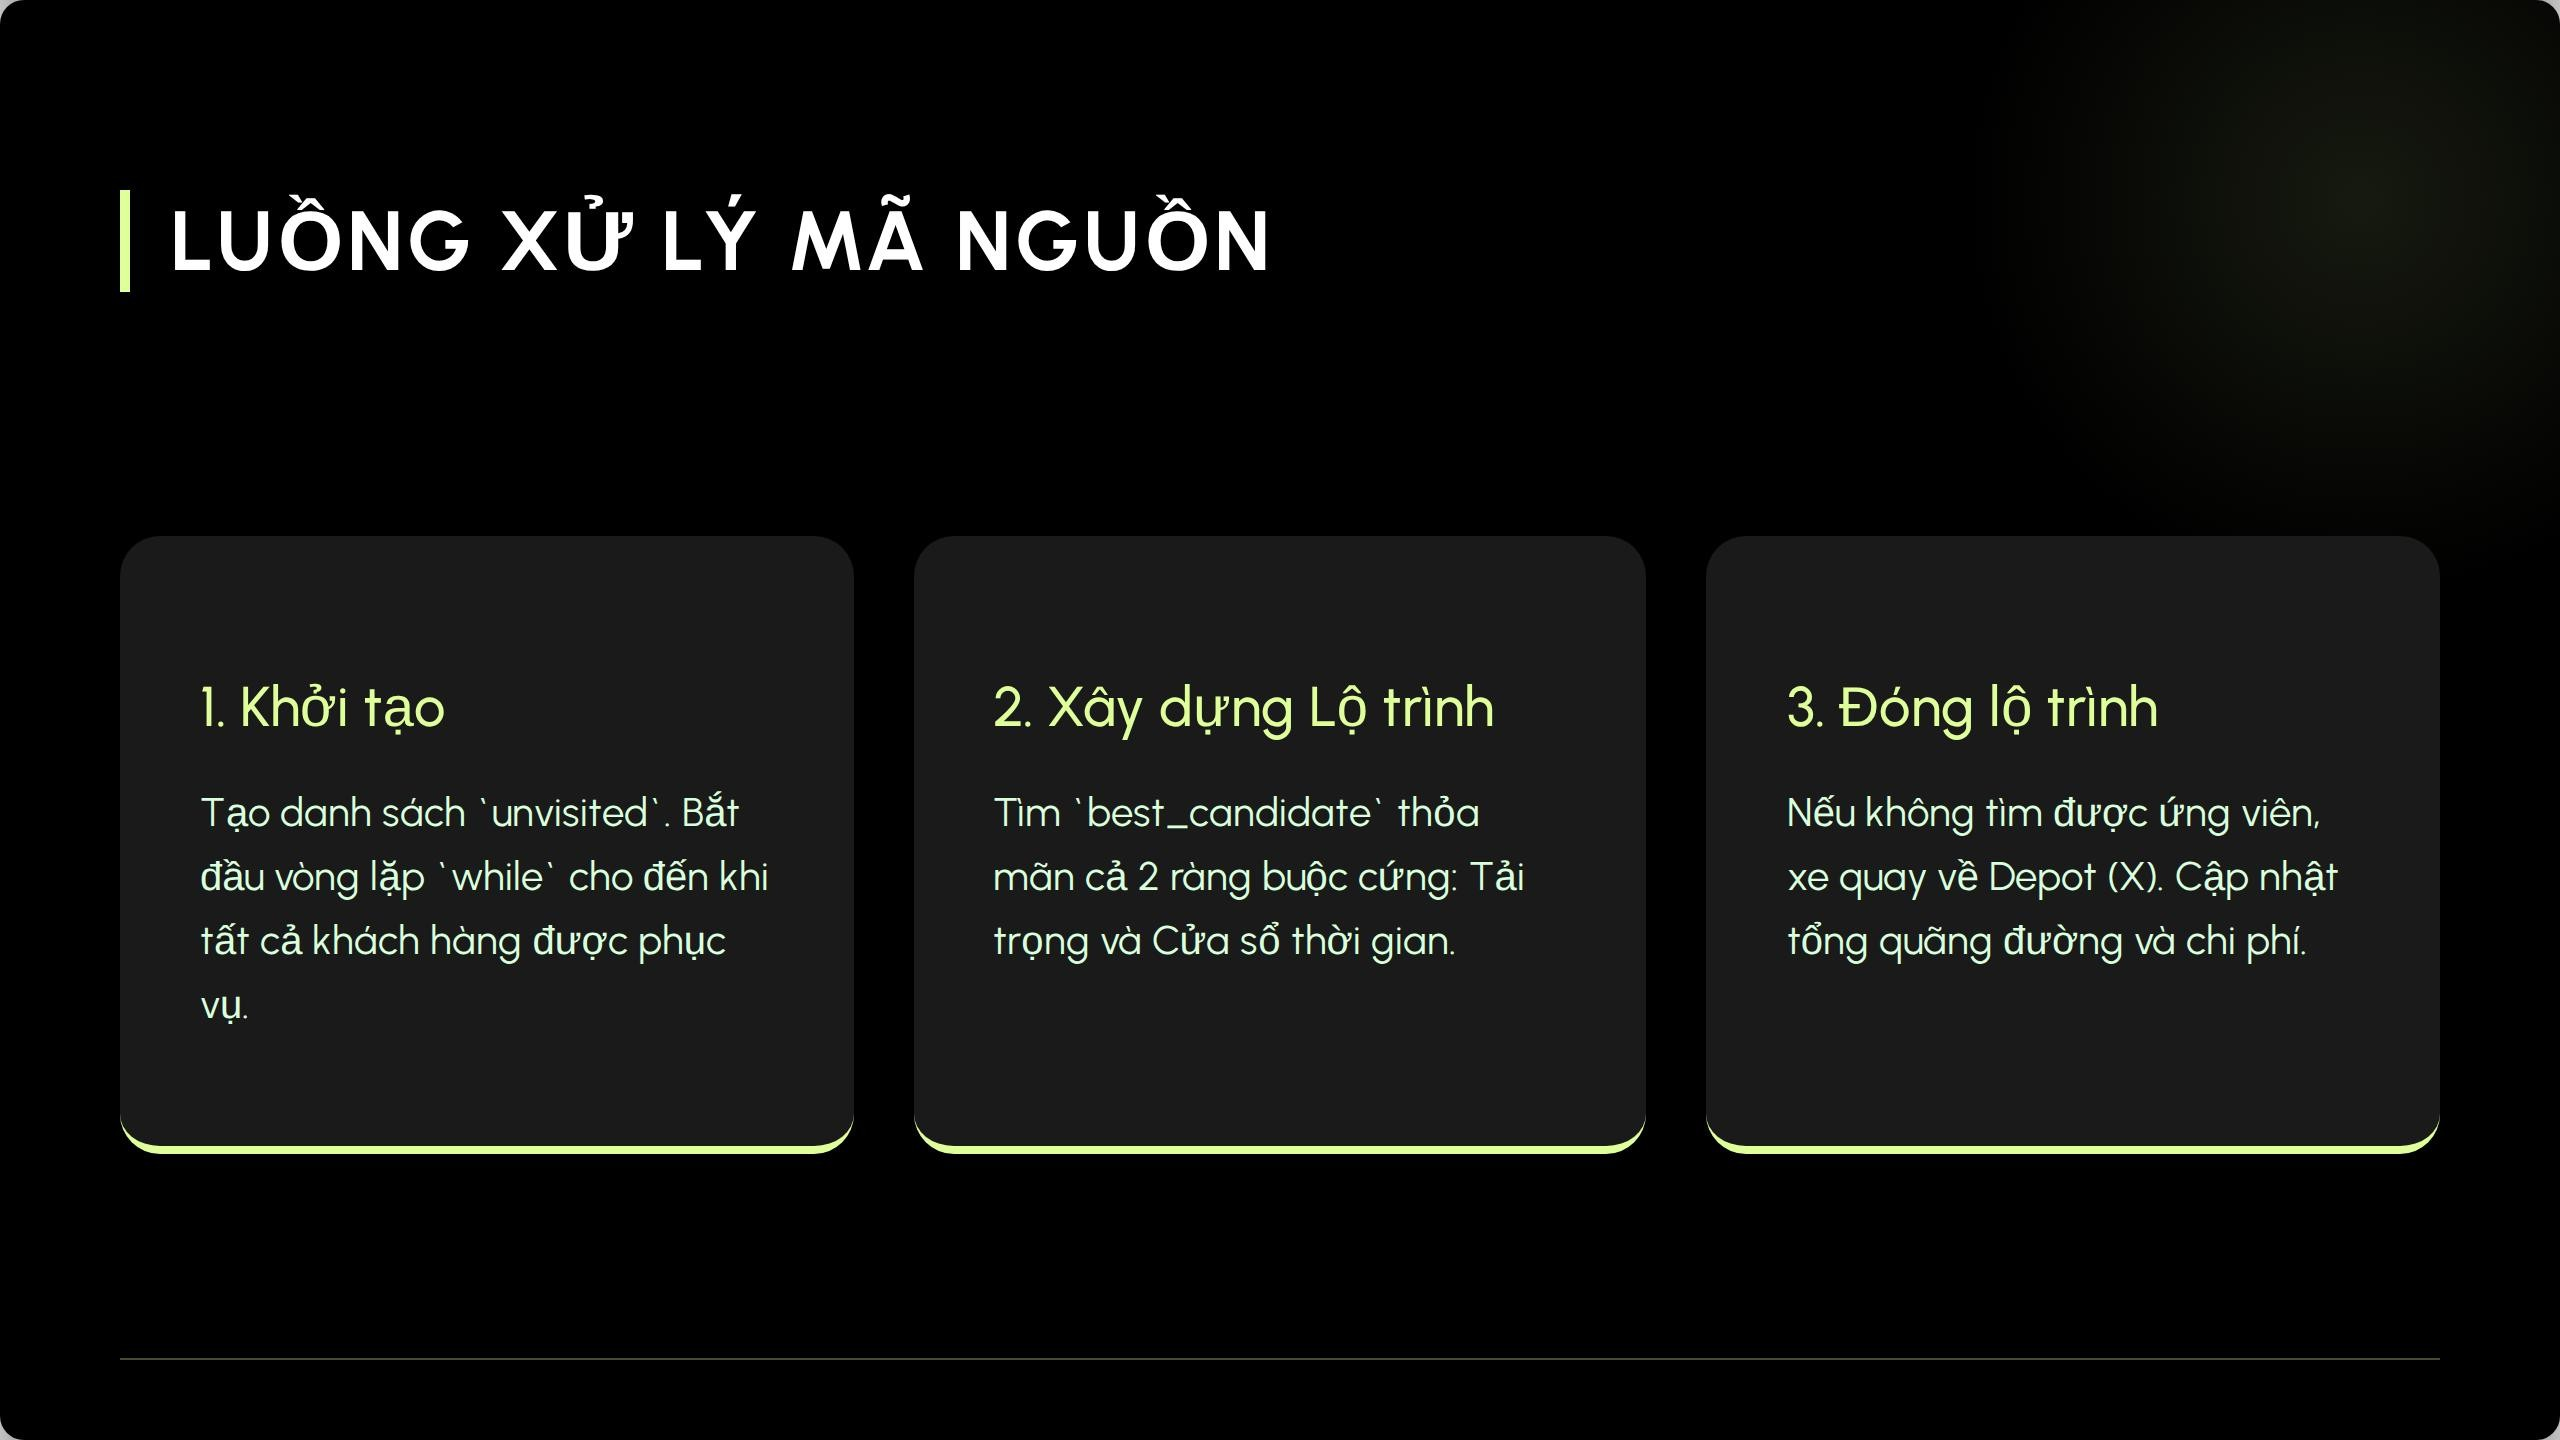 LUỒNG XỬ LÝ MÃ NGUỒN
1. Khởi tạo
Tạo danh sách `unvisited`. Bắt
đầu vòng lặp `while` cho đến khi
tất cả khách hàng được phục
vụ.
2. Xây dựng Lộ trình
Tìm `best_candidate` thỏa
mãn cả 2 ràng buộc cứng: Tải
trọng và Cửa sổ thời gian.
3. Đóng lộ trình
Nếu không tìm được ứng viên,
xe quay về Depot (X). Cập nhật
tổng quãng đường và chi phí.